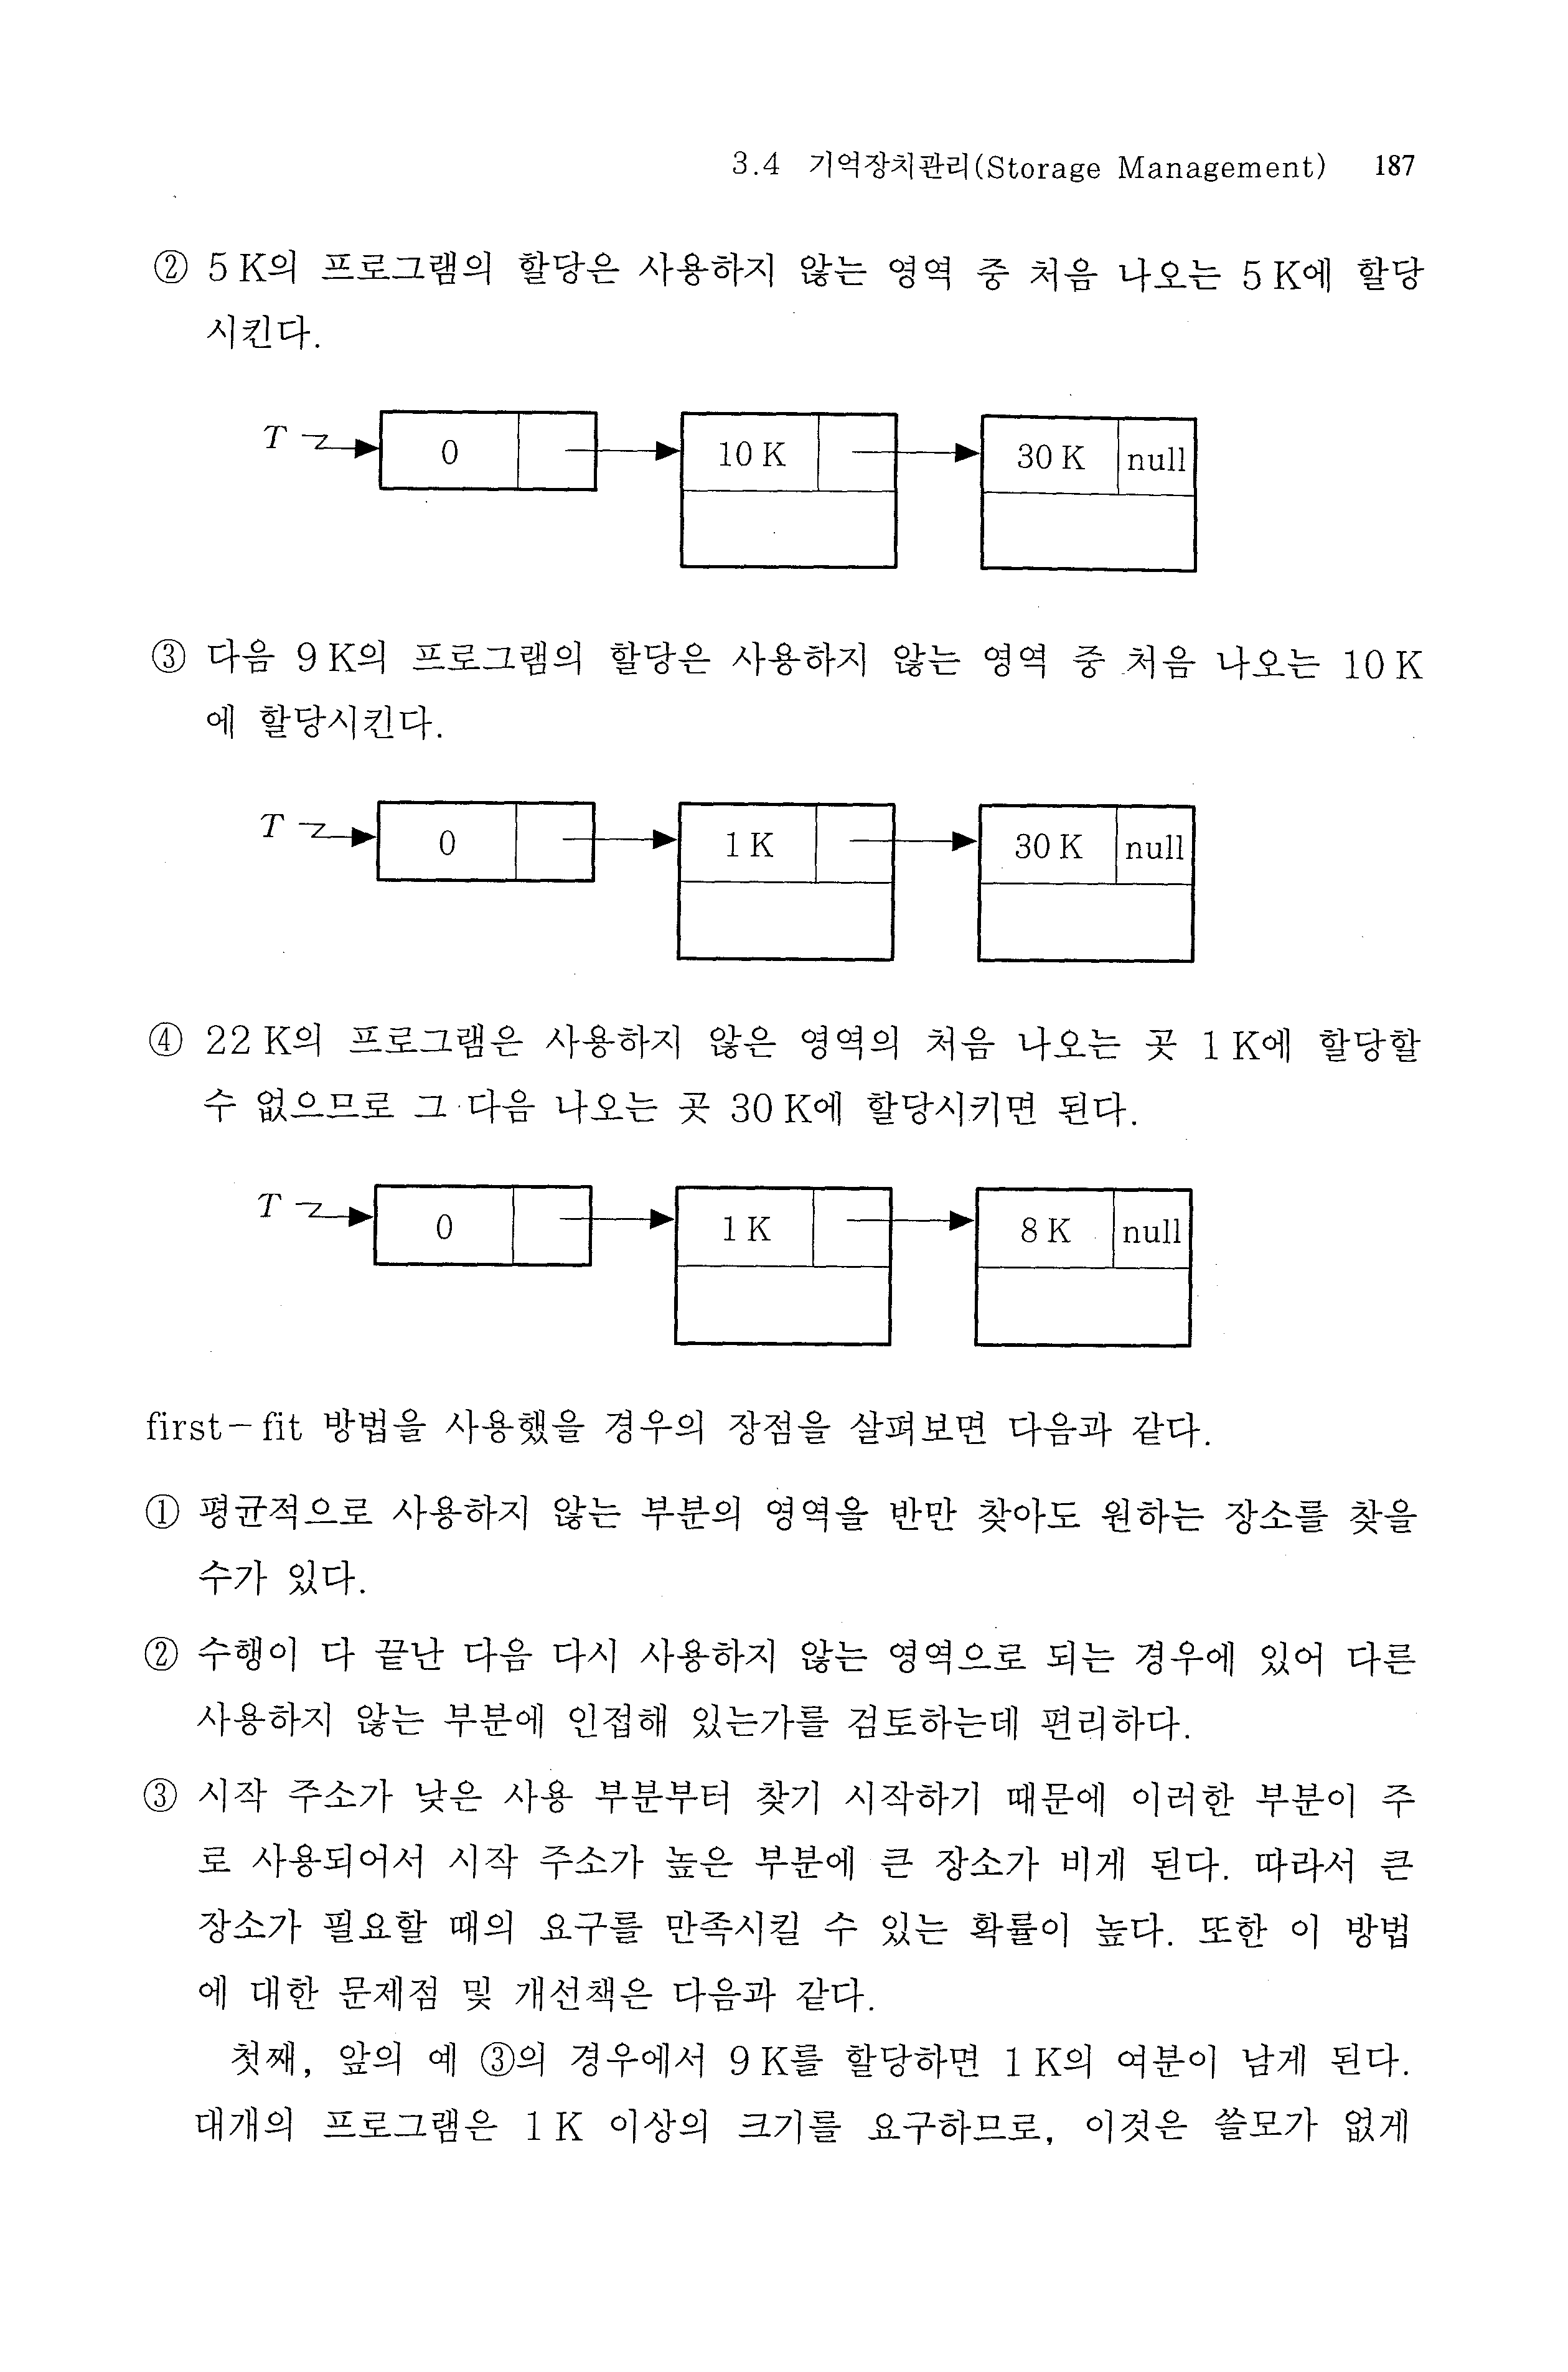 3.4 기억장치관리(Storage Management) 187
② 5 K의 프로그램의 할당은 사용하지 않는 영역 중 처음 나오는 5 K에 할당
시킨다.
T 0 10 K 30 K null
③ 다음 9 K의 프로그램의 할당은 사용하지 않는 영역 중 처음 나오는 10 K
에 할당시킨다.
T 0 1 K 30 K null
④ 22 K의 프로그램은 사용하지 않은 영역의 처음 나오는 곳 1 K에 할당할
수 없으므로 그 다음 나오는 곳 30 K에 할당시키면 된다.
T 0 1 K 8 K null
first－fit 방법을 사용했을 경우의 장점을 살펴보면 다음과 같다.
① 평균적으로 사용하지 않는 부분의 영역을 반만 찾아도 원하는 장소를 찾을
수가 있다.
② 수행이 다 끝난 다음 다시 사용하지 않는 영역으로 되는 경우에 있어 다른
사용하지 않는 부분에 인접해 있는가를 검토하는데 편리하다.
③ 시작 주소가 낮은 사용 부분부터 찾기 시작하기 때문에 이러한 부분이 주
로 사용되어서 시작 주소가 높은 부분에 큰 장소가 비게 된다. 따라서 큰
장소가 필요할 때의 요구를 만족시킬 수 있는 확률이 높다. 또한 이 방법
에 대한 문제점 및 개선책은 다음과 같다.
첫째, 앞의 예 ③의 경우에서 9 K를 할당하면 1 K의 여분이 남게 된다.
대개의 프로그램은 1 K 이상의 크기를 요구하므로, 이것은 쓸모가 없게